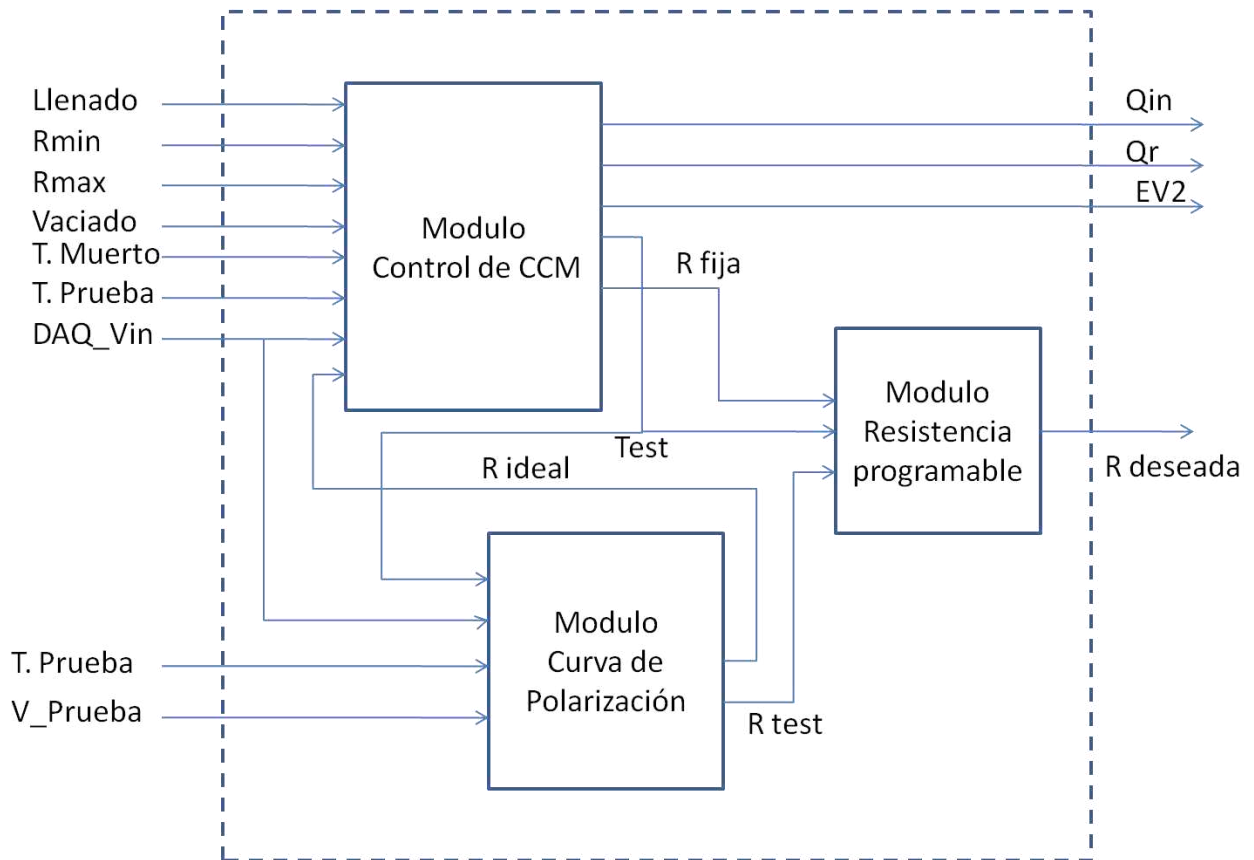 Llenado
Rmin
Rmax
Vaciado
T. Muerto
T. Prueba
DAQ_Vin
Modulo
Control de CCM
Qin
Qr
EV2
R fija
Test
R ideal
Modulo
Resistencia
programable
R deseada
T. Prueba
V_Prueba
Modulo
Curva de
Polarización
R test